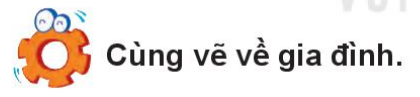 Cùng vẽ về gia đình.